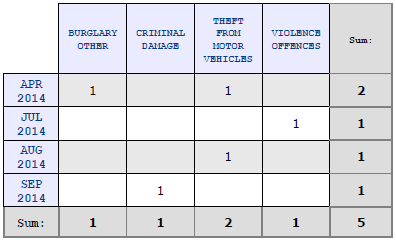 BURGLARY OTHER CRIMINAL DAMAGE THEFT FROM MOTOR VEHICLES VIOLENCE OFFENCES Sum:
APR 2014 1 1 2
JUL 2014 1 1
AUG 2014 1 1
SEP 2014 1 1
Sum: 1 1 2 1 5